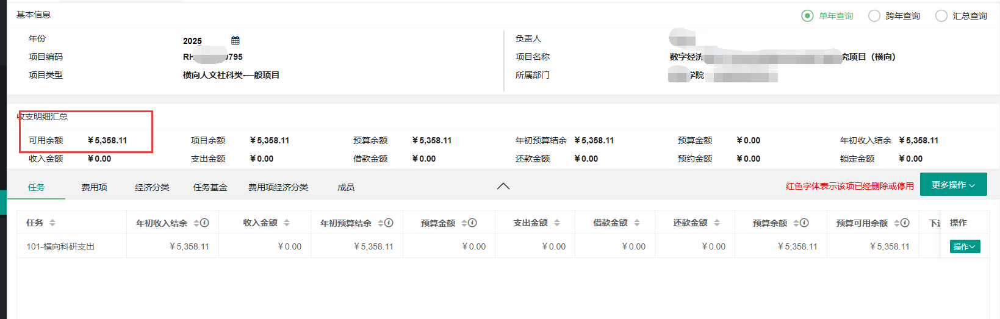 基本信息
单年查询 跨年查询 汇总查询
年份 2025 负责人
项目编码 RH 0795 项目名称 数字经济 究项目（横向）
项目类型 横向人文社科类-一般项目 所属部门 学院
收支明细汇总
可用余额 ￥5,358.11 项目余额 ￥5,358.11 预算余额 ￥5,358.11 年初预算结余 ￥5,358.11 预算金额 ￥0.00 年初收入结余 ￥5,358.11
收入金额 ￥0.00 支出金额 ￥0.00 借款金额 ￥0.00 还款金额 ￥0.00 预约金额 ￥0.00 锁定金额 ￥0.00
任务 费用项 经济分类 任务基金 费用项经济分类 成员 红色字体表示该项已经删除或停用 更多操作
任务 年初收入结余 收入金额 年初预算结余 预算金额 支出金额 借款金额 还款金额 预算余额 预算可用余额 下 操作
101-横向科研支出 ￥5,358.11 ￥0.00 ￥5,358.11 ￥0.00 ￥0.00 ￥0.00 ￥0.00 ￥5,358.11 ￥5,358.11 操作